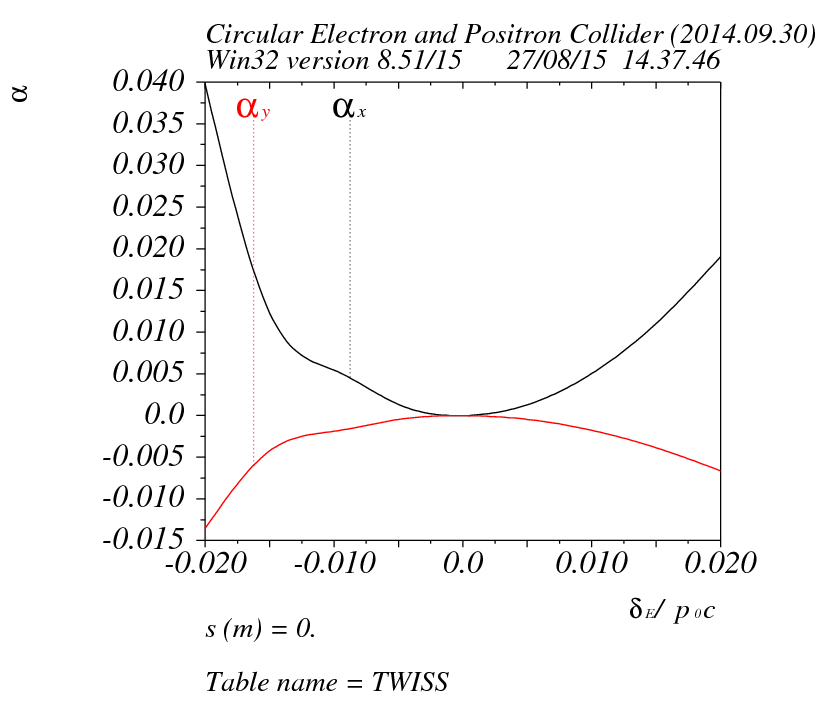 Circular Electron and Positron Collider (2014.09.30)
Win32 version 8.51/15 27/08/15 14.37.46
α
0.040
0.035
0.030
0.025
0.020
0.015
0.010
0.005
0.0
-0.005
-0.010
-0.015
αy αx
-0.020 -0.010 0.0 0.010 0.020
δE/ p0c
s (m) = 0.
Table name = TWISS